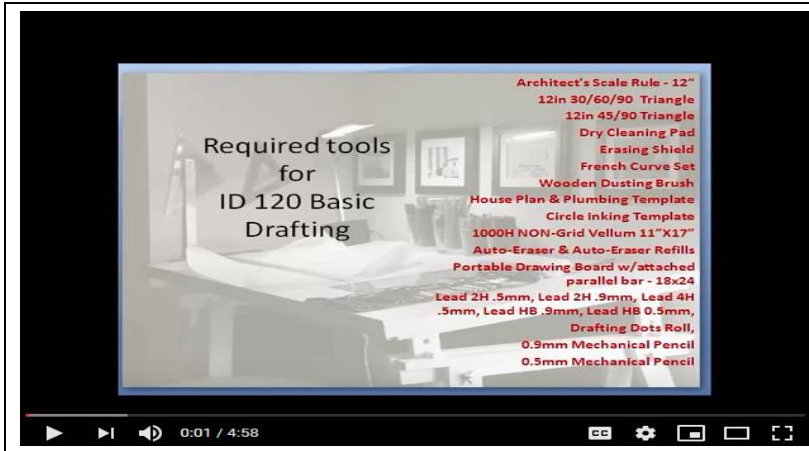 Required tools
for
ID 120 Basic
Drafting
Architect's Scale Rule - 12"
12in 30/60/90 Triangle
12in 45/90 Triangle
Dry Cleaning Pad
Erasing Shield
French Curve Set
Wooden Dusting Brush
House Plan & Plumbing Template
Circle Inking Template
1000H NON-Grid Vellum 11"X17"
Auto-Eraser & Auto-Eraser Refills
Portable Drawing Board w/attached
parallel bar - 18x24
Lead 2H .5mm, Lead 2H .9mm, Lead 4H
.5mm, Lead HB .9mm, Lead HB 0.5mm,
Drafting Dots Roll,
0.9mm Mechanical Pencil
0.5mm Mechanical Pencil
0:01 / 4:58
CC